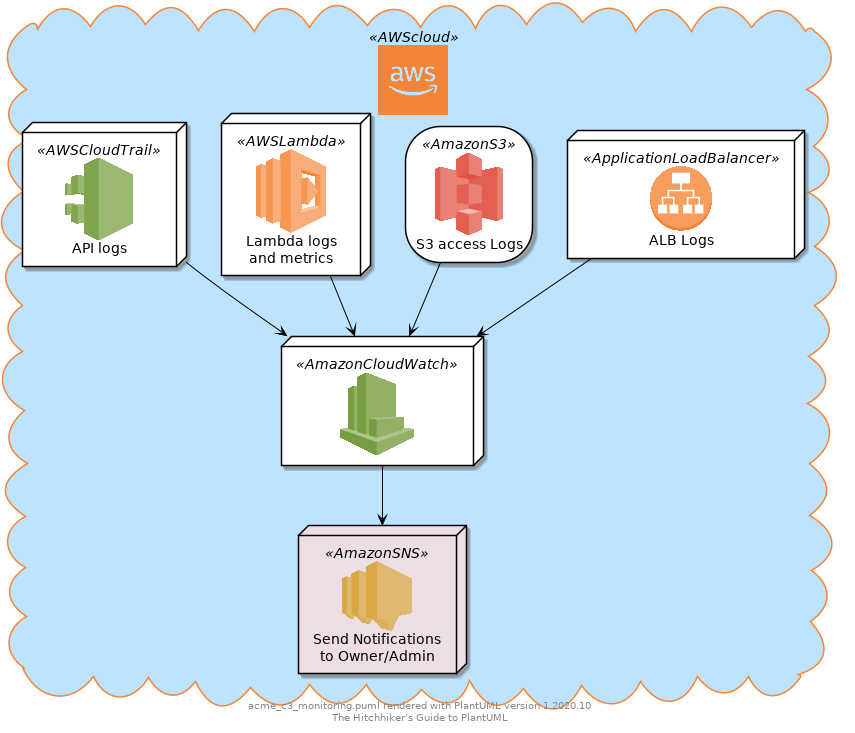 «AWScloud»
aws
«AWSCloudTrail»
API logs
«AWSLambda»
Lambda logs
and metrics
«AmazonS3»
S3 access Logs
«ApplicationLoadBalancer»
ALB Logs
«AmazonCloudWatch»
«AmazonSNS»
Send Notifications
to Owner/Admin
acme_c3_monitoring.puml rendered with PlantUML version 1.2020.10
The Hitchhiker's Guide to PlantUML